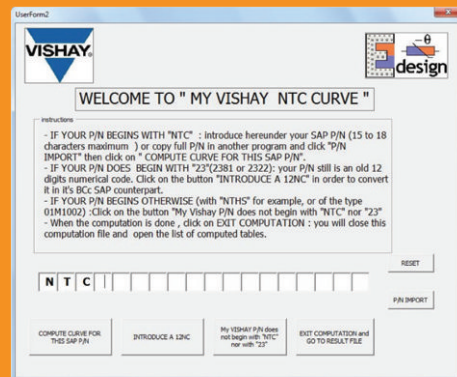 UserForm2
VISHAY.
-θ
design
WELCOME TO " MY VISHAY NTC CURVE "
Instructions
- IF YOUR P/N BEGINS WITH "NTC" : introduce hereunder your SAP P/N (15 to 18
characters maximum ) or copy full P/N in another program and click "P/N
IMPORT" then click on " COMPUTE CURVE FOR THIS SAP P/N".
- IF YOUR P/N DOES BEGIN WITH "23"(2381 or 2322): your P/N still is an old 12
digits numerical code. Click on the button "INTRODUCE A 12NC" in order to convert
it in it's BCc SAP counterpart.
- IF YOUR P/N BEGINS OTHERWISE (with "NTHS" for example, or of the type
01M1002) :Click on the button "My Vishay P/N does not begin with "NTC" nor "23"
- When the computation is done , click on EXIT COMPUTATION : you will close this
computation file and open the list of computed tables.
RESET
N T C
P/N IMPORT
COMPUTE CURVE FOR
THIS SAP P/N
INTRODUCE A 12NC
My VISHAY P/N does
not begin with "NTC"
nor with "23"
EXIT COMPUTATION and
GO TO RESULT FILE